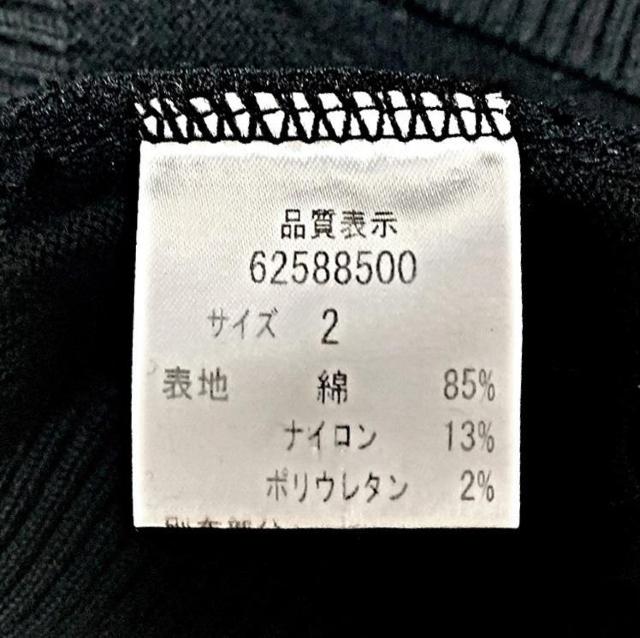 品質表示
62588500
サイズ 2
表地 綿 85%
ナイロン 13%
ポリウレタン 2%